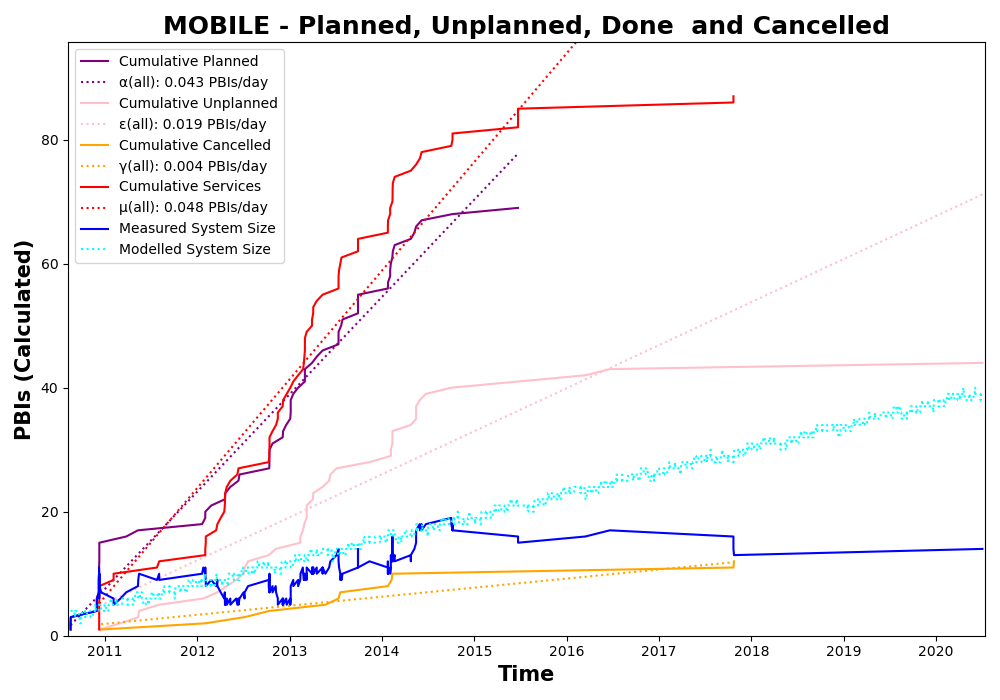 MOBILE - Planned, Unplanned, Done  and Cancelled
Cumulative Planned
α(all): 0.043 PBIs/day
Cumulative Unplanned
ε(all): 0.019 PBIs/day
Cumulative Cancelled
γ(all): 0.004 PBIs/day
Cumulative Services
μ(all): 0.048 PBIs/day
Measured System Size
Modelled System Size
PBIs (Calculated)
80
60
40
20
0
2011 2012 2013 2014 2015 2016 2017 2018 2019 2020
Time